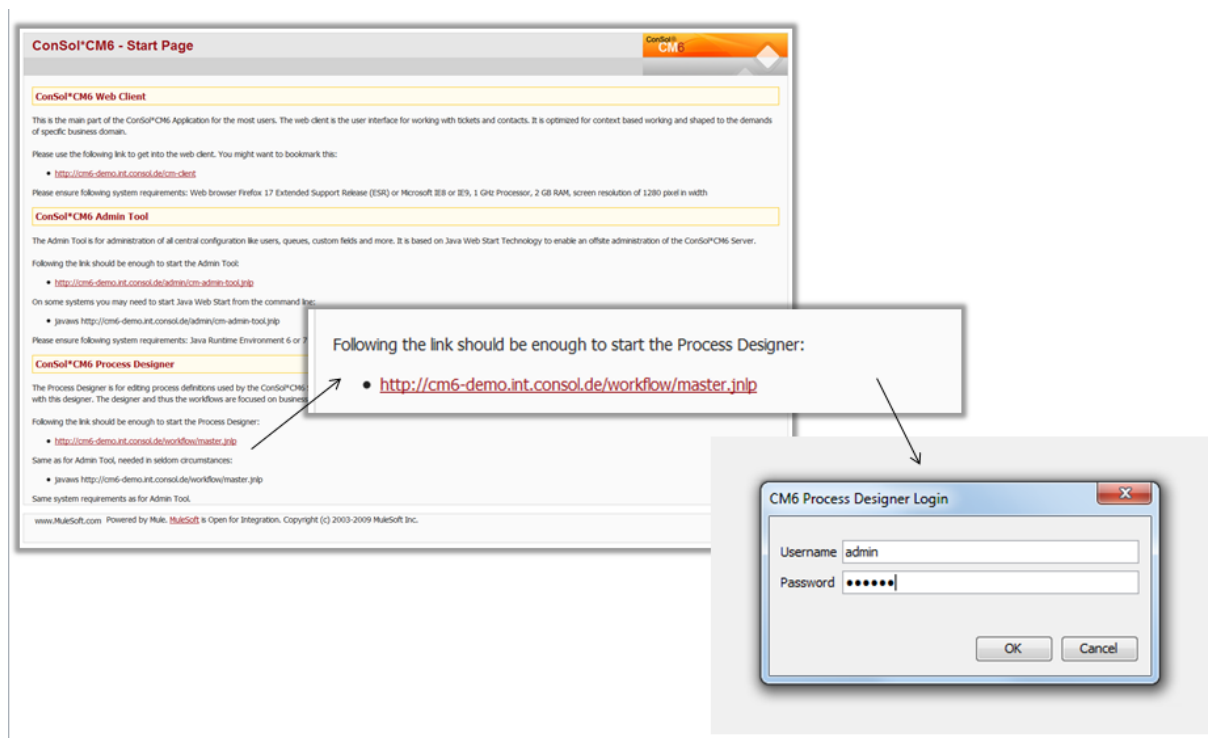 ConSol*CM6 - Start Page
ConSol®
CM6
ConSol*CM6 Web Client
This is the main part of the ConSol*CM6 Application for the most users. The web client is the user interface for working with tickets and contacts. It is optimized for context based working and shaped to the demands
of specific business domain.
Please use the following link to get into the web client. You might want to bookmark this:
• http://cm6-demo.int.consol.de/cm-client
Please ensure following system requirements: Web browser Firefox 17 Extended Support Release (ESR) or Microsoft IE8 or IE9, 1 GHz Processor, 2 GB RAM, screen resolution of 1280 pixel in width
ConSol*CM6 Admin Tool
The Admin Tool is for administration of all central configuration like users, queues, custom fields and more. It is based on Java Web Start Technology to enable an offsite administration of the ConSol*CM6 Server.
Following the link should be enough to start the Admin Tool:
• http://cm6-demo.int.consol.de/admin/cm-admin-tool.jnlp
On some systems you may need to start Java Web Start from the command line:
• javaws http://cm6-demo.int.consol.de/admin/cm-admin-tool.jnlp
Please ensure following system requirements: Java Runtime Environment 6 or 7
ConSol*CM6 Process Designer
The Process Designer is for editing process definitions used by the ConSol*CM6
with this designer. The designer and thus the workflows are focused on business
Following the link should be enough to start the Process Designer:
• http://cm6-demo.int.consol.de/workflow/master.jnlp
Same as for Admin Tool, needed in seldom circumstances:
• javaws http://cm6-demo.int.consol.de/workflow/master.jnlp
Same system requirements as for Admin Tool.
www.MuleSoft.com Powered by Mule. MuleSoft is Open for Integration. Copyright (c) 2003-2009 MuleSoft Inc.
Following the link should be enough to start the Process Designer:
• http://cm6-demo.int.consol.de/workflow/master.jnlp
CM6 Process Designer Login
Username admin
Password ●●●●●●
OK Cancel